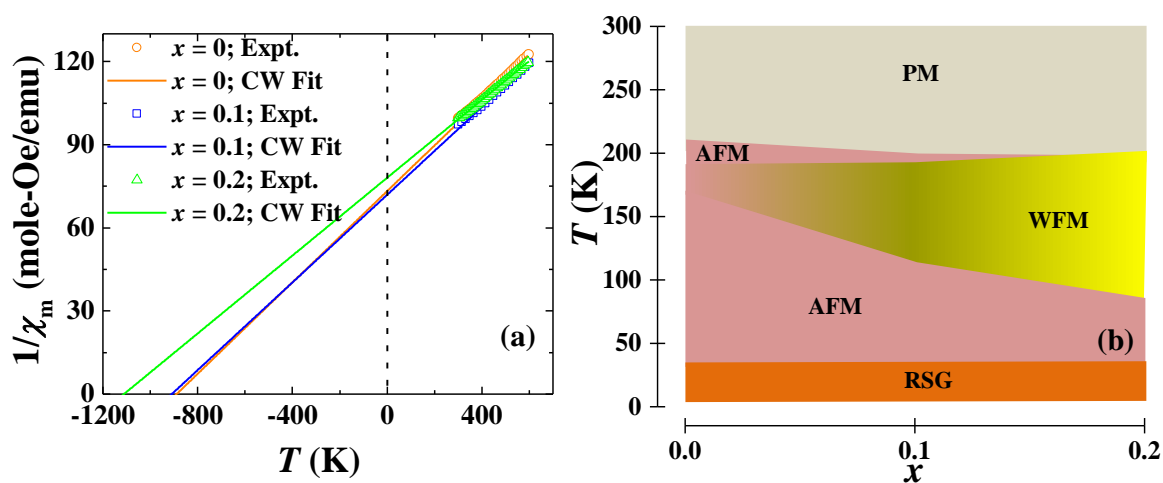 x = 0; Expt.
x = 0; CW Fit
x = 0.1; Expt.
x = 0.1; CW Fit
x = 0.2; Expt.
x = 0.2; CW Fit
(a)
1/χm (mole-Oe/emu)
120
90
60
30
0
-1200 -800 -400 0 400
T (K)
300
250
200
150
100
50
0
T (K)
PM
AFM
WFM
AFM
(b)
RSG
0.0 0.1 0.2
x